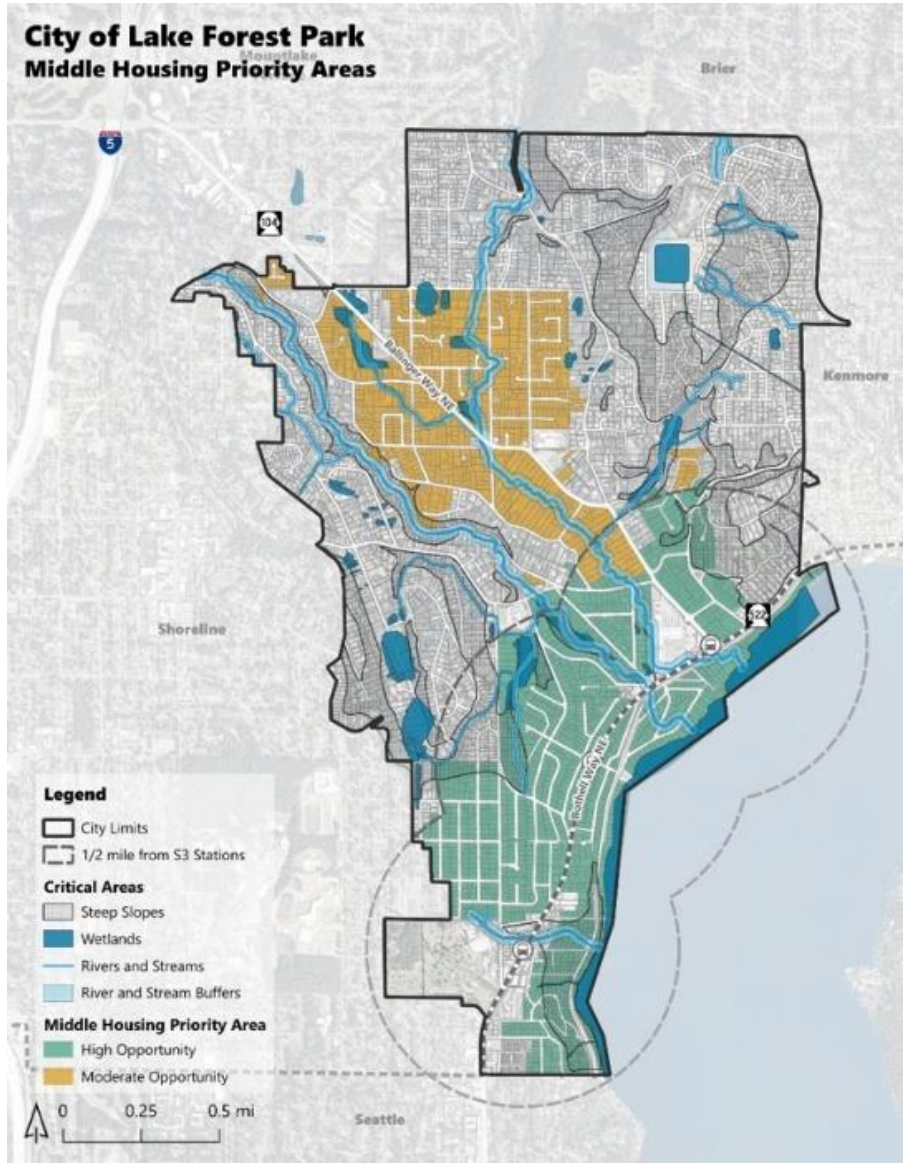 City of Lake Forest Park
Mountlake
Middle Housing Priority Areas
Brier
5
104
Ballinger Way NE
Kenmore
Shoreline
522
Bothell Way NE
Legend
City Limits
1/2 mile from S3 Stations
Critical Areas
Steep Slopes
Wetlands
Rivers and Streams
River and Stream Buffers
Middle Housing Priority Area
High Opportunity
Moderate Opportunity
0 0.25 0.5 mi
Seattle